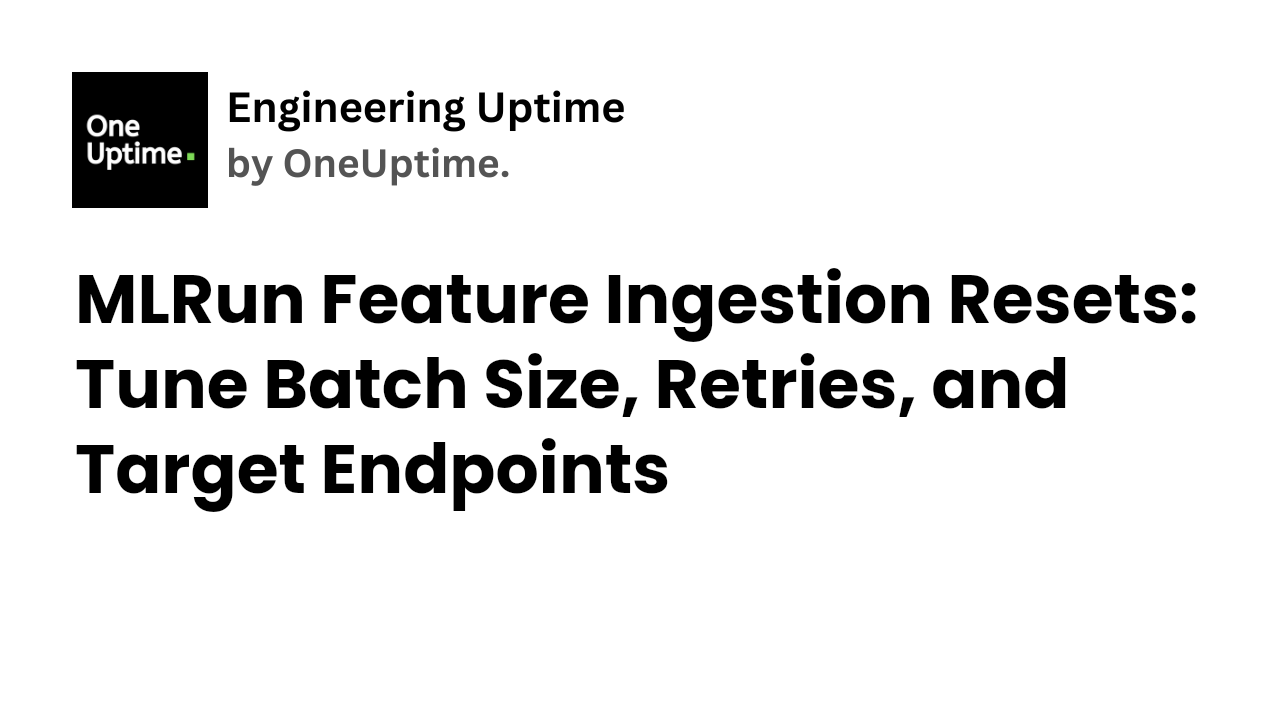 One
Uptime.
Engineering Uptime
by OneUptime.
MLRun Feature Ingestion Resets:
Tune Batch Size, Retries, and
Target Endpoints